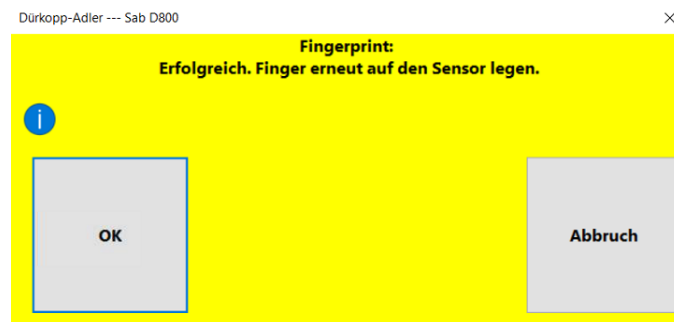 Dürkopp-Adler --- Sab D800
Fingerprint:
Erfolgreich. Finger erneut auf den Sensor legen.
OK
Abbruch